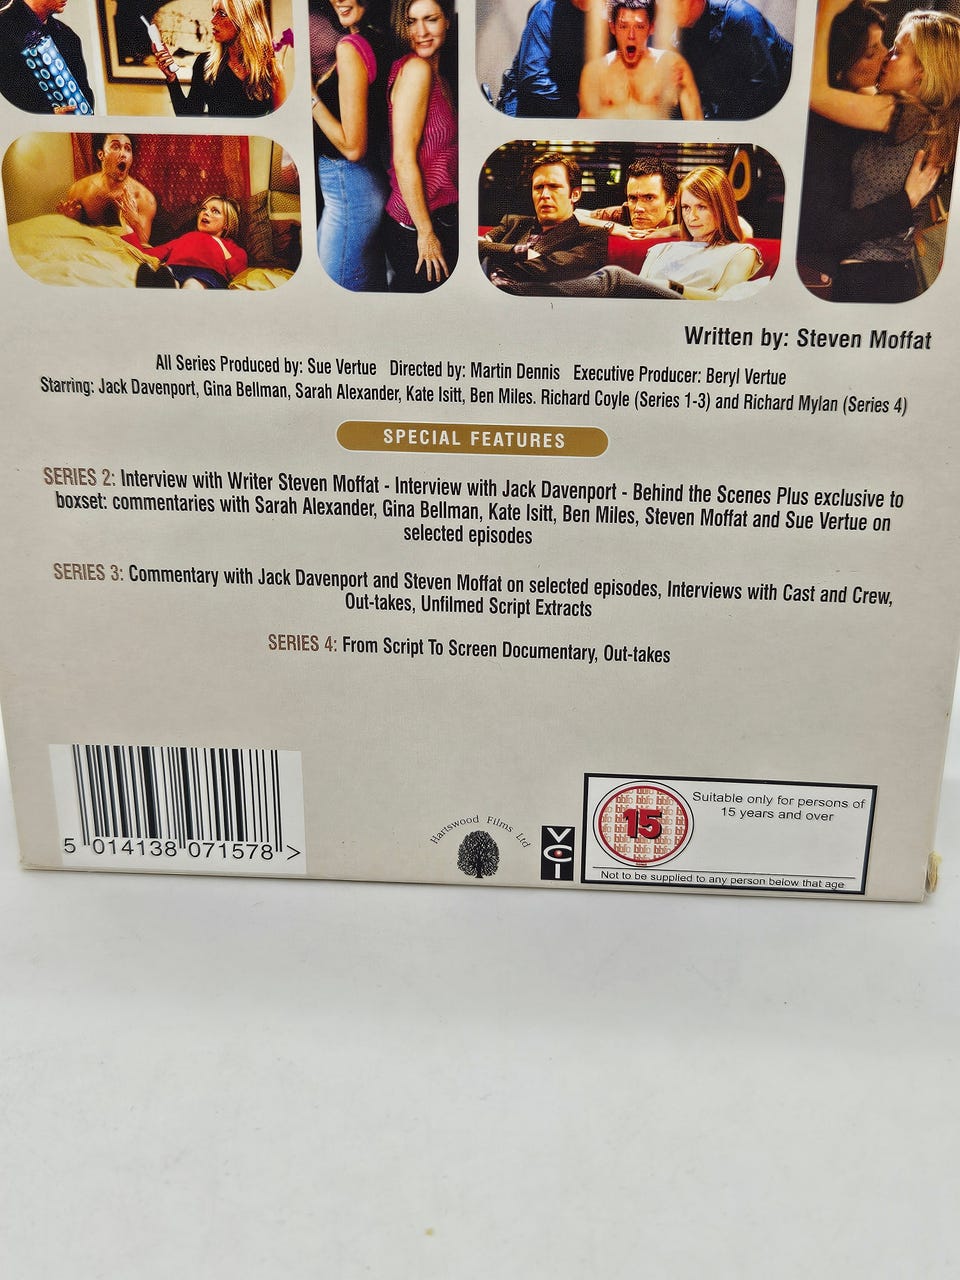 Written by: Steven Moffat
All Series Produced by: Sue Vertue Directed by: Martin Dennis Executive Producer: Beryl Vertue
Starring: Jack Davenport, Gina Bellman, Sarah Alexander, Kate Isitt, Ben Miles. Richard Coyle (Series 1-3) and Richard Mylan (Series 4)
SPECIAL FEATURES
SERIES 2: Interview with Writer Steven Moffat - Interview with Jack Davenport - Behind the Scenes Plus exclusive to
boxset: commentaries with Sarah Alexander, Gina Bellman, Kate Isitt, Ben Miles, Steven Moffat and Sue Vertue on
selected episodes
SERIES 3: Commentary with Jack Davenport and Steven Moffat on selected episodes, Interviews with Cast and Crew,
Out-takes, Unfilmed Script Extracts
SERIES 4: From Script To Screen Documentary, Out-takes
5 014138 071578 >
Hartswood Films Ltd
VCI
15
Suitable only for persons of
15 years and over
Not to be supplied to any person below that age